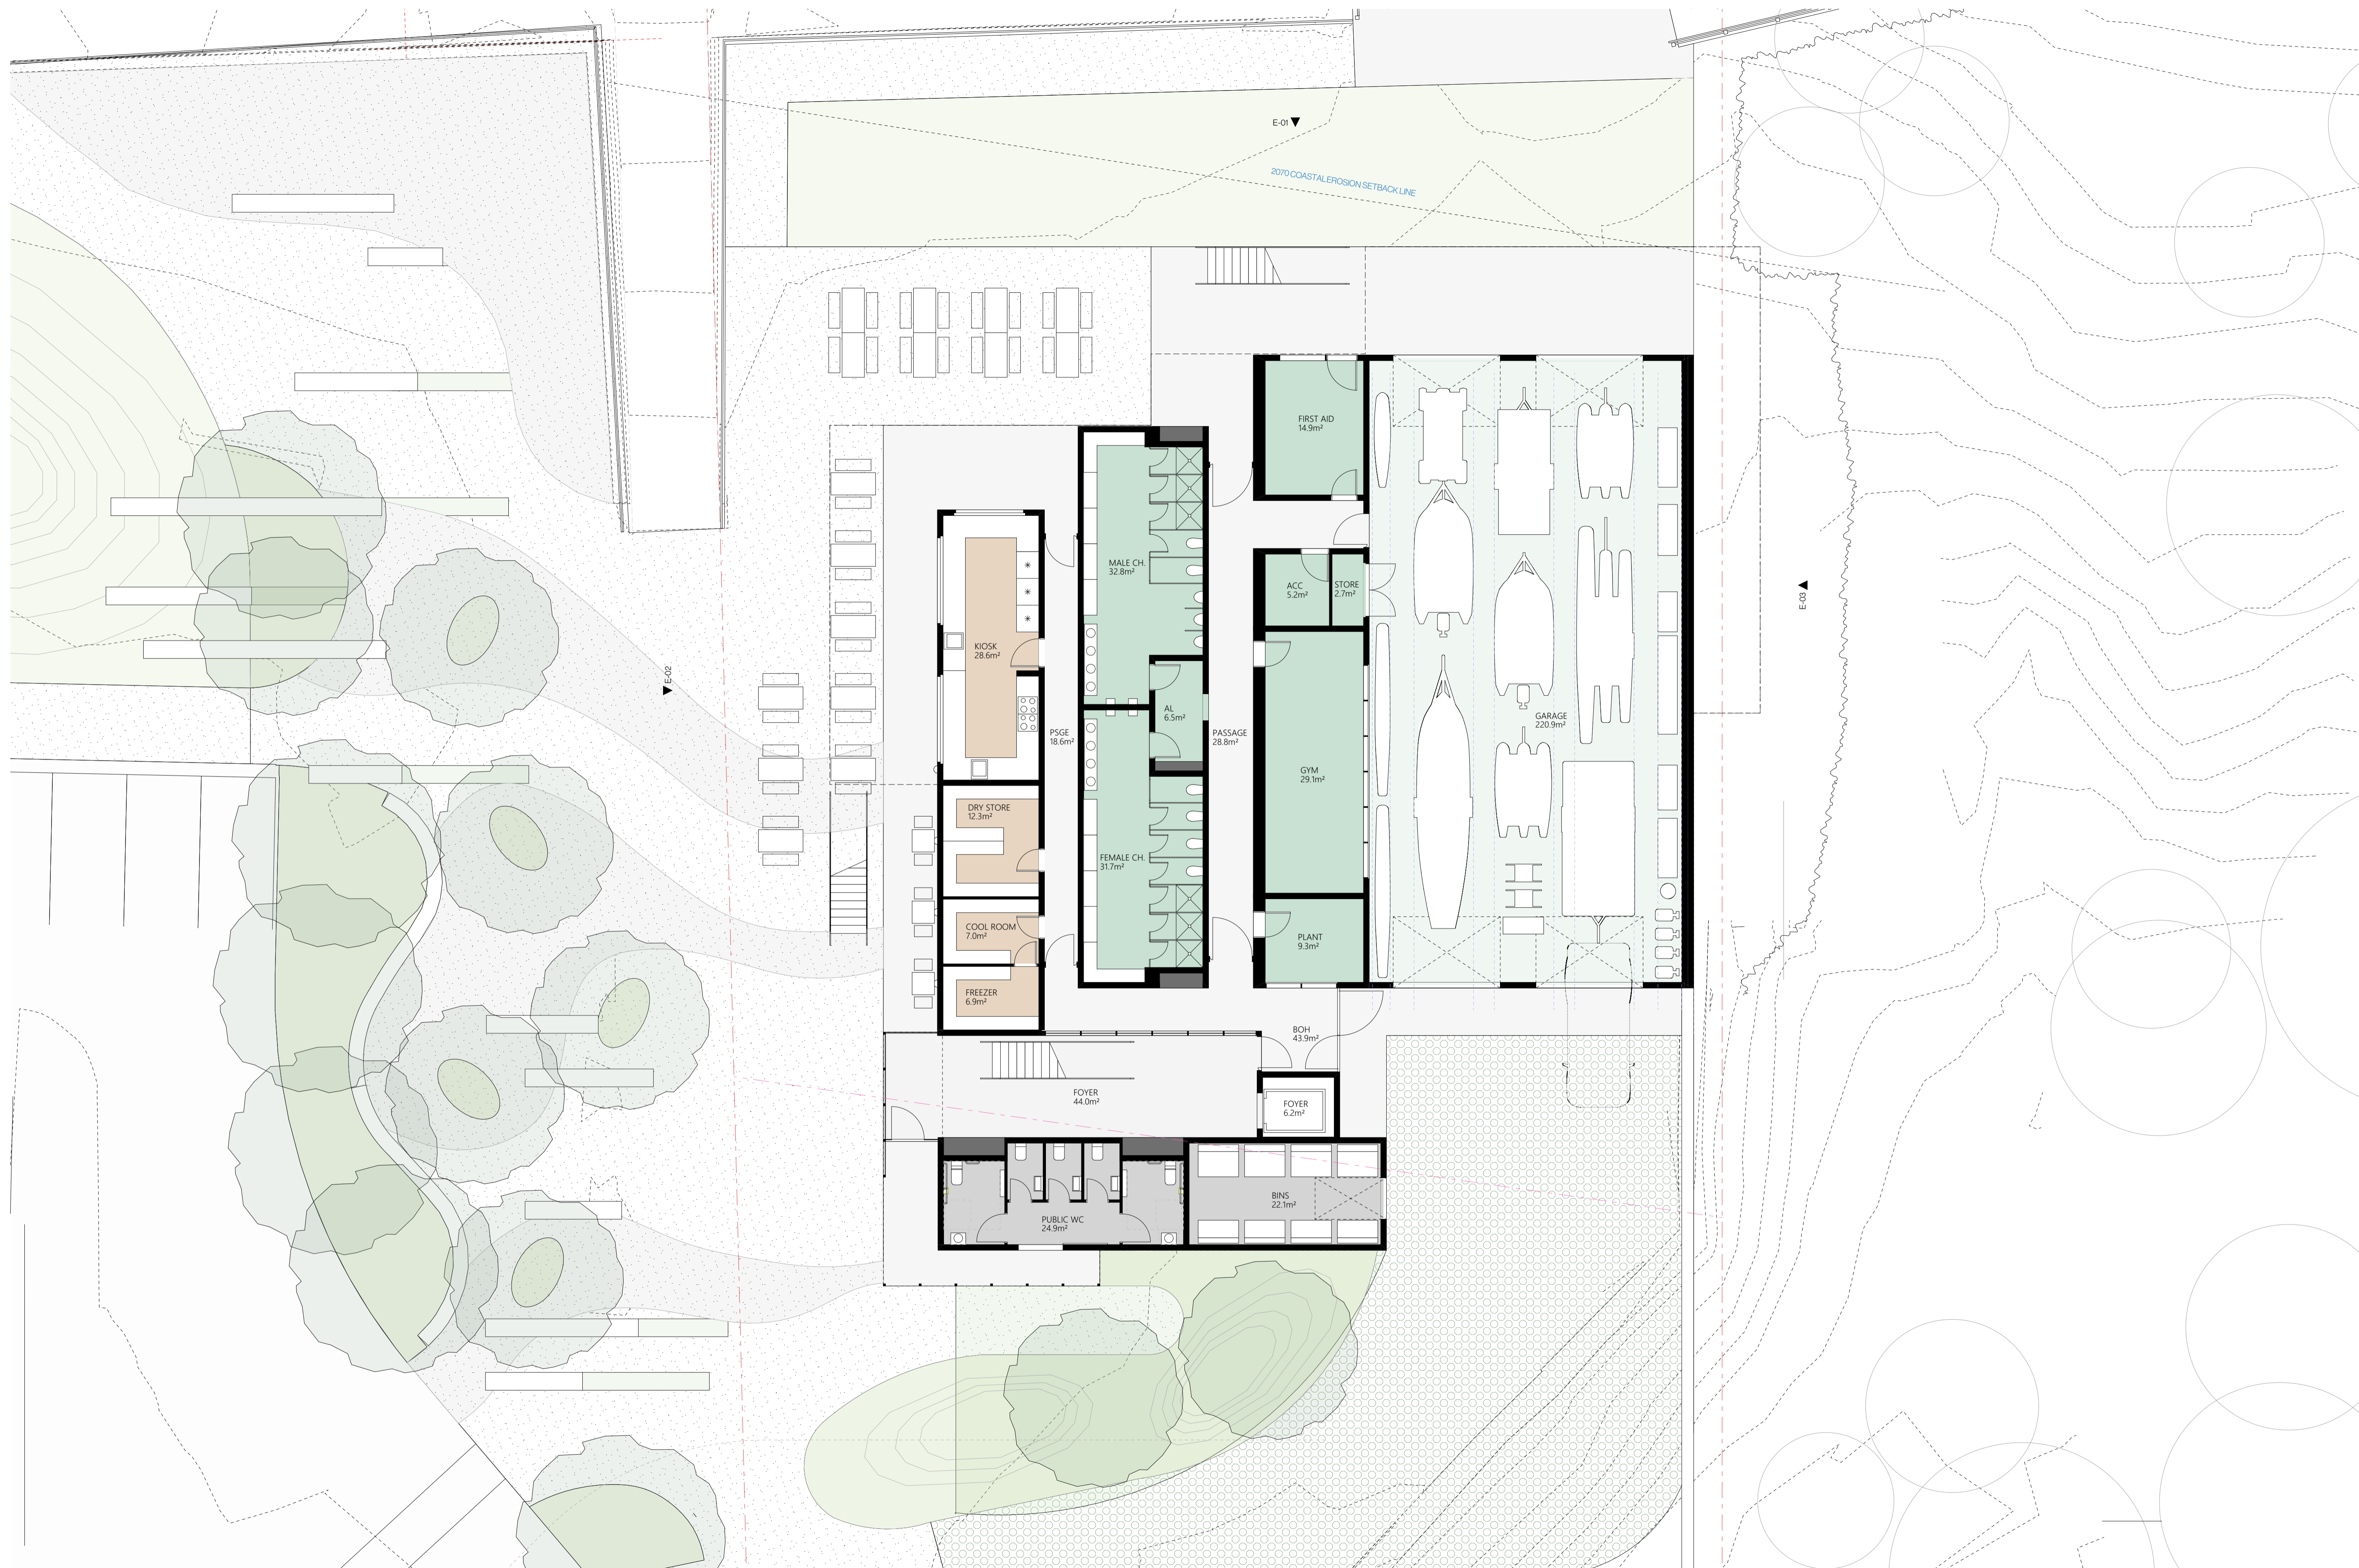 E-01
2070 COASTAL EROSION SETBACK LINE
FIRST AID
14.9m²
MALE CH.
32.8m²
ACC
5.2m²
STORE
2.7m²
E-03
KIOSK
28.6m²
E-02
AL
6.5m²
PSGE
18.6m²
PASSAGE
28.8m²
GARAGE
220.9m²
GYM
29.1m²
DRY STORE
12.3m²
FEMALE CH.
31.7m²
COOL ROOM
7.0m²
PLANT
9.3m²
FREEZER
6.9m²
BOH
43.9m²
FOYER
44.0m²
FOYER
6.2m²
BINS
22.1m²
PUBLIC WC
24.9m²